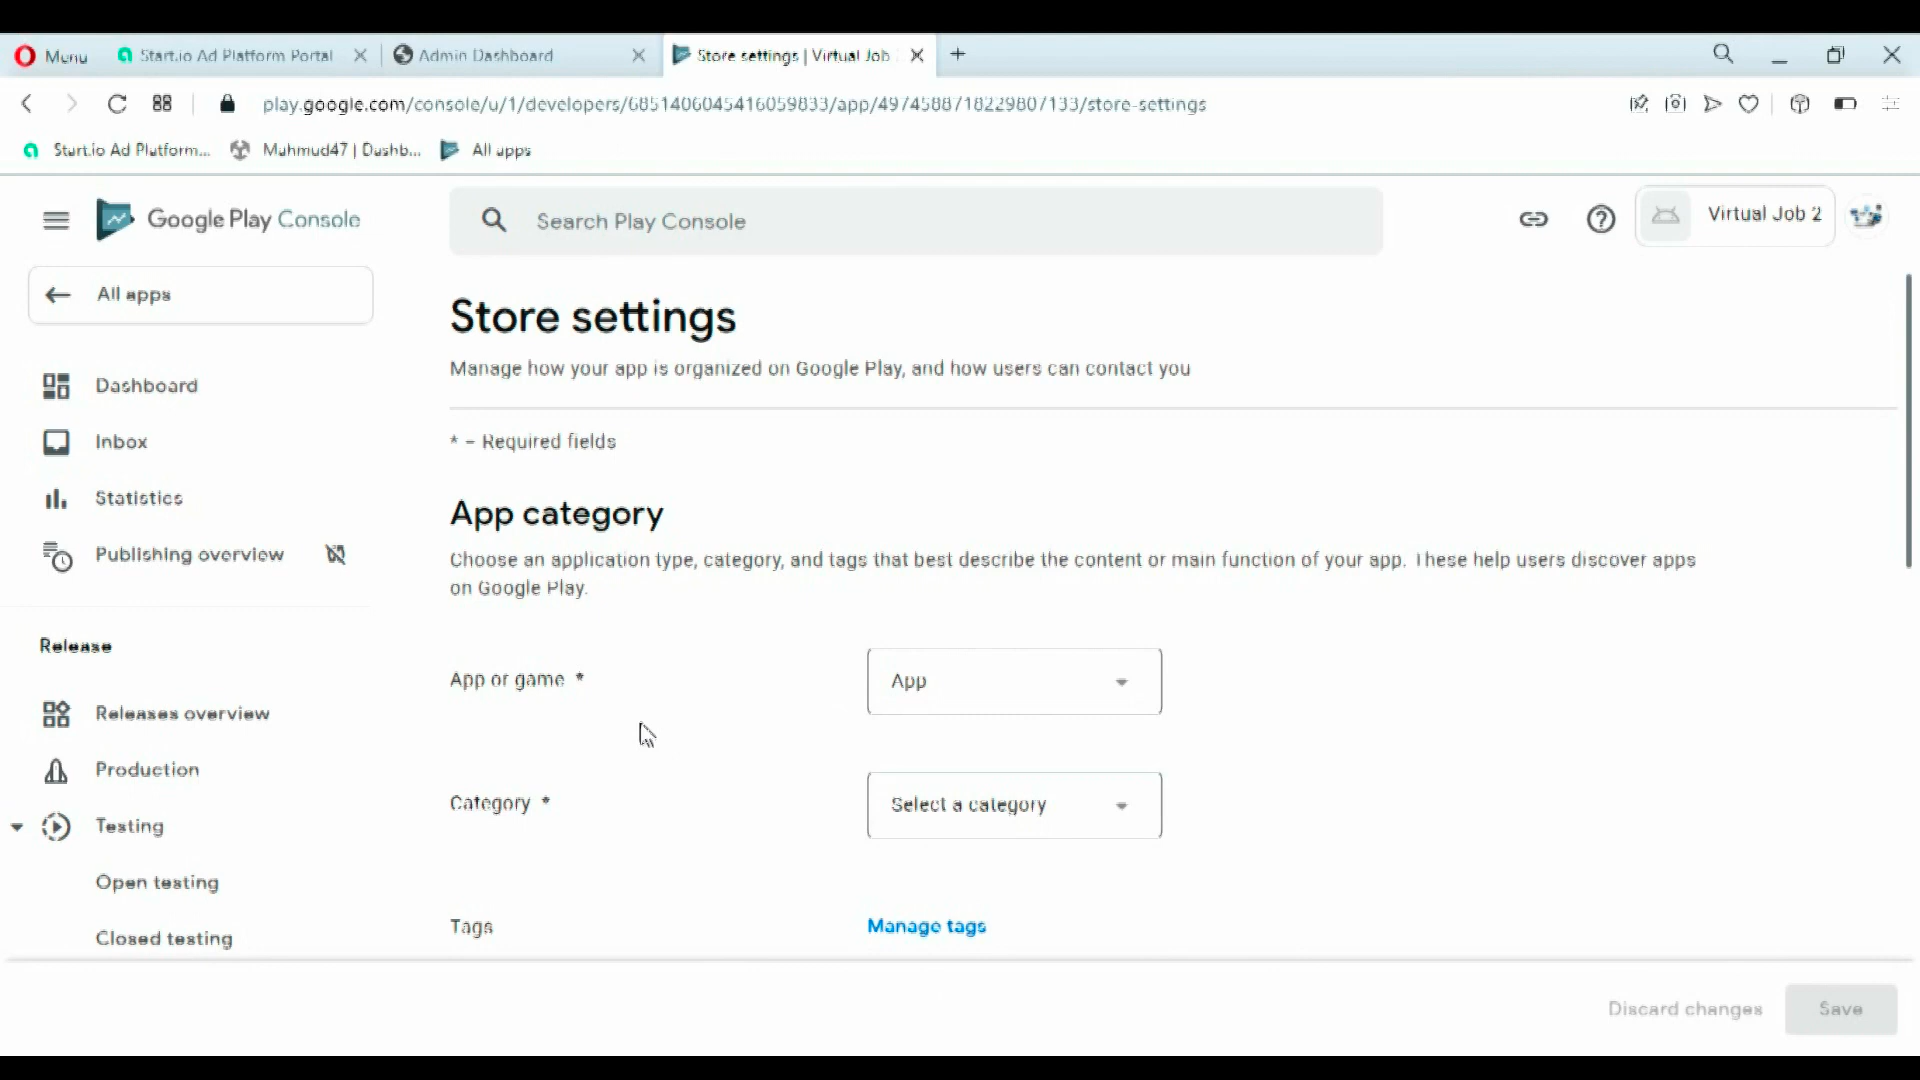 Menu
Start.io Ad Platform Portal
Admin Dashboard
Store settings | Virtual Job
play.google.com/console/u/1/developers/6851406045416059833/app/4974588718229807133/store-settings
Start.io Ad Platform...
Mahmud47 | Dashb...
All apps
Google Play Console
Search Play Console
Virtual Job 2
All apps
Dashboard
Inbox
Statistics
Publishing overview
Release
Releases overview
Production
Testing
Open testing
Closed testing
Store settings
Manage how your app is organized on Google Play, and how users can contact you
* – Required fields
App category
Choose an application type, category, and tags that best describe the content or main function of your app. These help users discover apps
on Google Play.
App or game *
App
Category *
Select a category
Tags
Manage tags
Discard changes
Save